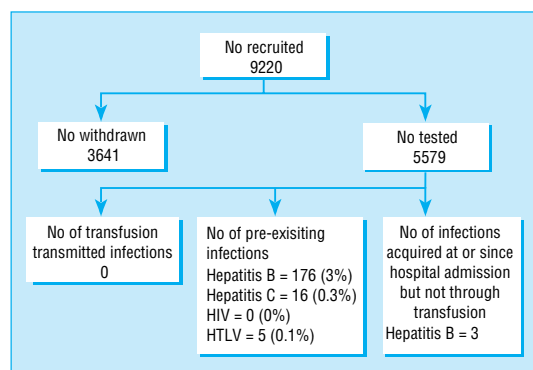 No recruited
9220
No withdrawn
3641
No tested
5579
No of transfusion
transmitted infections
0
No of pre-exisiting
infections
Hepatitis B = 176 (3%)
Hepatitis C = 16 (0.3%)
HIV = 0 (0%)
HTLV = 5 (0.1%)
No of infections
acquired at or since
hospital admission
but not through
transfusion
Hepatitis B = 3